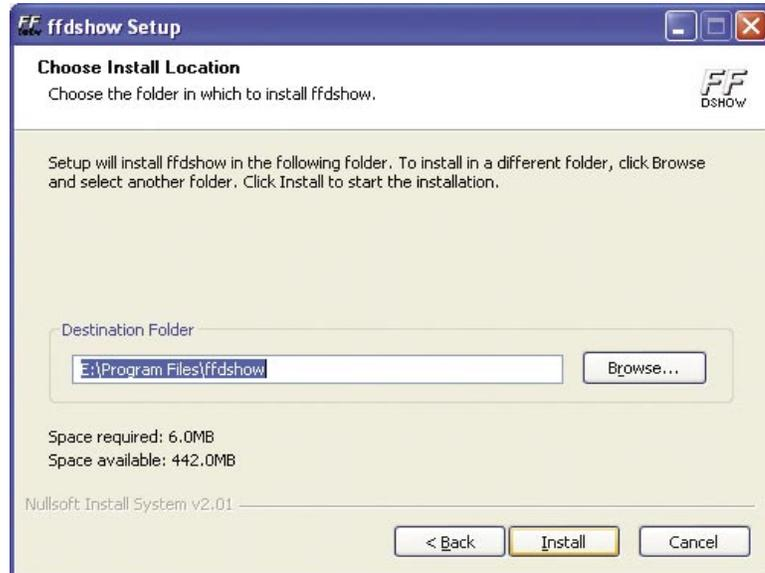 ffdshow Setup
Choose Install Location
Choose the folder in which to install ffdshow.
FF
DSHOW
Setup will install ffdshow in the following folder. To install in a different folder, click Browse
and select another folder. Click Install to start the installation.
Destination Folder
E:\Program Files\ffdshow
Browse...
Space required: 6.0MB
Space available: 442.0MB
Nullsoft Install System v2.01
< Back
Install
Cancel